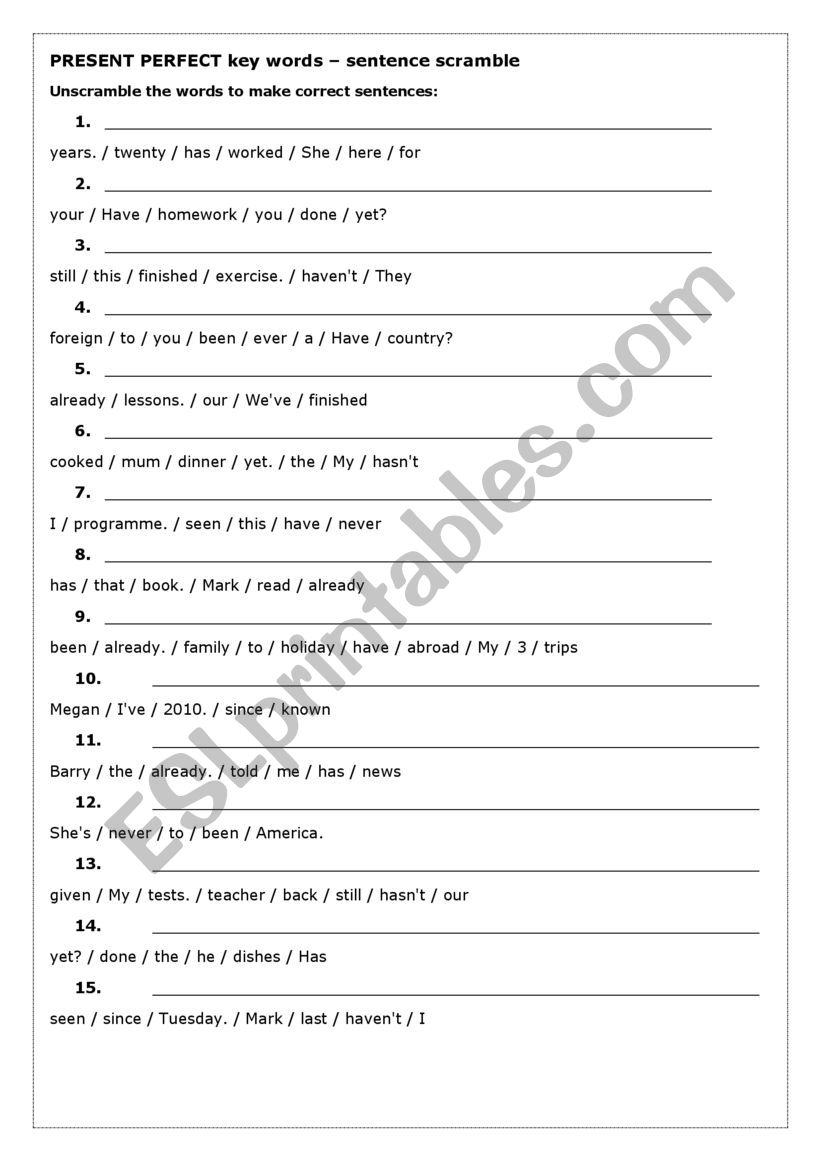 PRESENT PERFECT key words – sentence scramble
Unscramble the words to make correct sentences:
1.
years. / twenty / has / worked / She / here / for
2.
your / Have / homework / you / done / yet?
3.
still / this / finished / exercise. / haven't / They
4.
foreign / to / you / been / ever / a / Have / country?
5.
already / lessons. / our / We've / finished
6.
cooked / mum / dinner / yet. / the / My / hasn't
7.
I / programme. / seen / this / have / never
8.
has / that / book. / Mark / read / already
9.
been / already. / family / to / holiday / have / abroad / My / 3 / trips
10.
Megan / I've / 2010. / since / known
11.
Barry / the / already. / told / me / has / news
12.
She's / never / to / been / America.
13.
given / My / tests. / teacher / back / still / hasn't / our
14.
yet? / done / the / he / dishes / Has
15.
seen / since / Tuesday. / Mark / last / haven't / I
ESLprintables.com